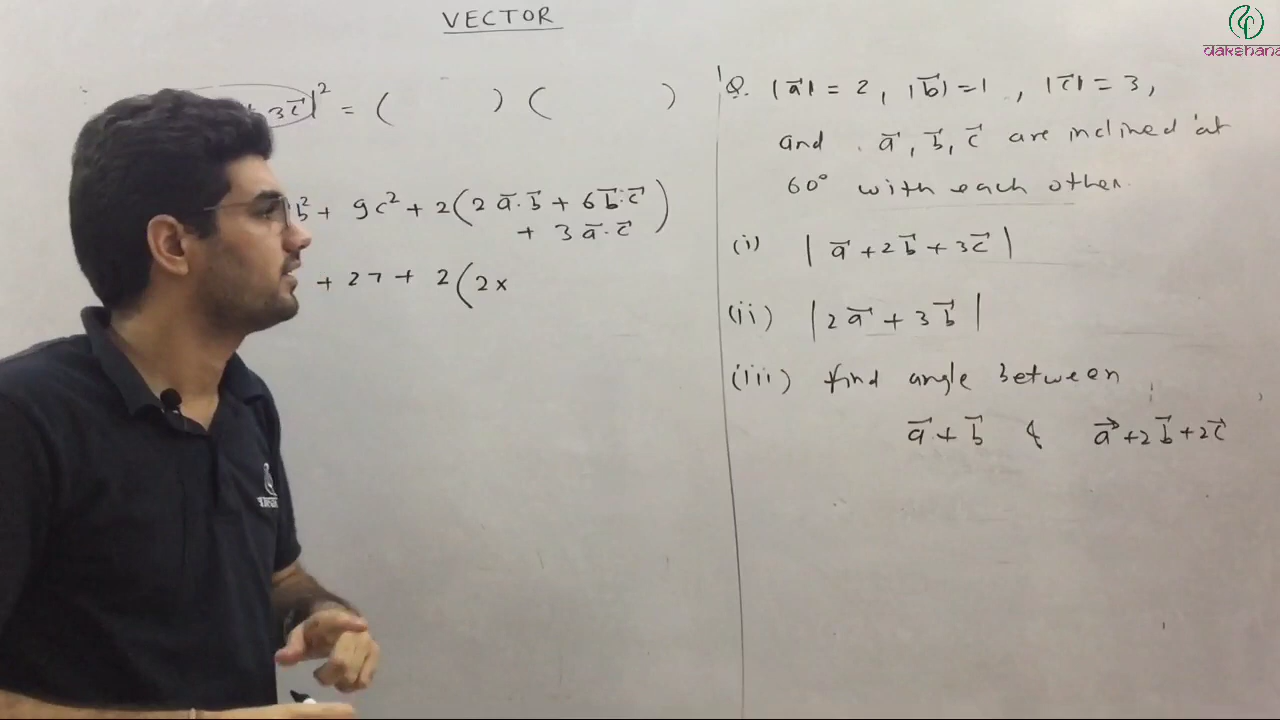 VECTOR
3c⃗|² = ( ) ( )
b² + 9c² + 2(2 a⃗·b⃗ + 6b⃗·c⃗
+ 3 a⃗·c⃗)
+ 27 + 2(2×
Q. |a⃗| = 2, |b⃗| = 1, |c⃗| = 3,
and a⃗, b⃗, c⃗ are inclined at
60° with each other.
(i) |a⃗ + 2b⃗ + 3c⃗|
(ii) |2a⃗ + 3b⃗|
(iii) find angle between
a⃗ + b⃗ & a⃗ + 2b⃗ + 2c⃗
dakshana